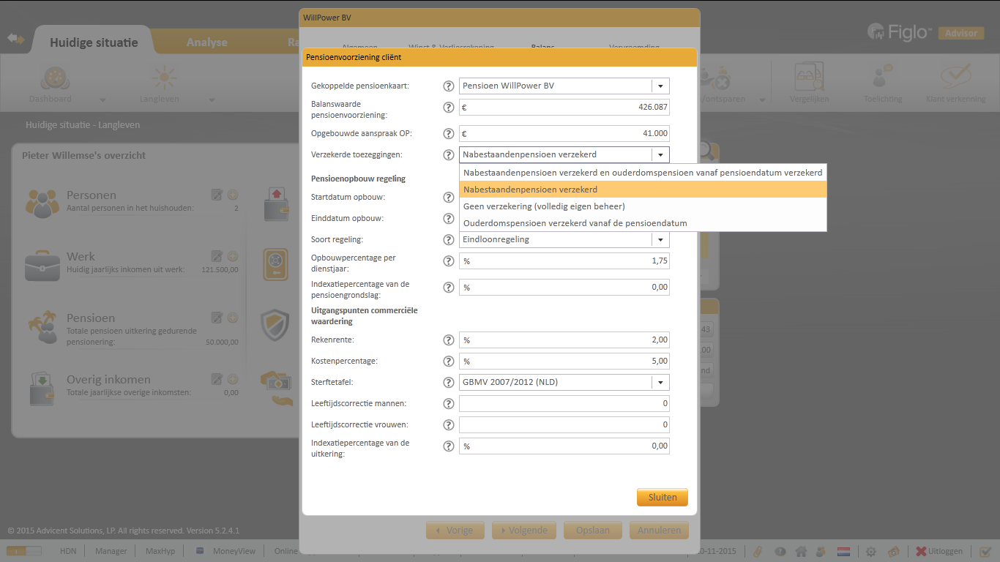 WillPower BV
Huidige situatie
Analyse
Figlo™ Advisor
Algemeen
Winst & Verliesrekening
Balans
Vervreemding
Pensioenvoorziening cliënt
Dashboard
Langleven
/ontsparen
Vergelijken
Toelichting
Klant verkenning
Huidige situatie - Langleven
Pieter Willemse's overzicht
Personen
Aantal personen in het huishouden: 2
Werk
Huidig jaarlijks inkomen uit werk: 121.500,00
Pensioen
Totale pensioen uitkering gedurende
pensionering: 50.000,00
Overig inkomen
Totale jaarlijkse overige inkomsten: 0,00
Gekoppelde pensioenkaart: ? Pensioen WillPower BV
Balanswaarde
pensioenvoorziening: ? € 426.087
Opgebouwde aanspraak OP: ? € 41.000
Verzekerde toezeggingen: ? Nabestaandenpensioen verzekerd
Nabestaandenpensioen verzekerd en ouderdomspensioen vanaf pensioendatum verzekerd
Nabestaandenpensioen verzekerd
Geen verzekering (volledig eigen beheer)
Ouderdomspensioen verzekerd vanaf de pensioendatum
Pensioenopbouw regeling
Startdatum opbouw: ?
Einddatum opbouw: ?
Soort regeling: ? Eindloonregeling
Opbouwpercentage per
dienstjaar: ? % 1,75
Indexatiepercentage van de
pensioengrondslag: ? % 0,00
Uitgangspunten commerciële
waardering
Rekenrente: ? % 2,00
Kostenpercentage: ? % 5,00
Sterftetafel: ? GBMV 2007/2012 (NLD)
Leeftijdscorrectie mannen: ? 0
Leeftijdscorrectie vrouwen: ? 0
Indexatiepercentage van de
uitkering: ? % 0,00
Sluiten
43
00
nd
Vorige
Volgende
Opslaan
Annuleren
© 2015 Advicent Solutions, LP. All rights reserved. Version 5.2.4.1
HDN
Manager
MaxHyp
MoneyView
Online
0-11-2015
Uitloggen